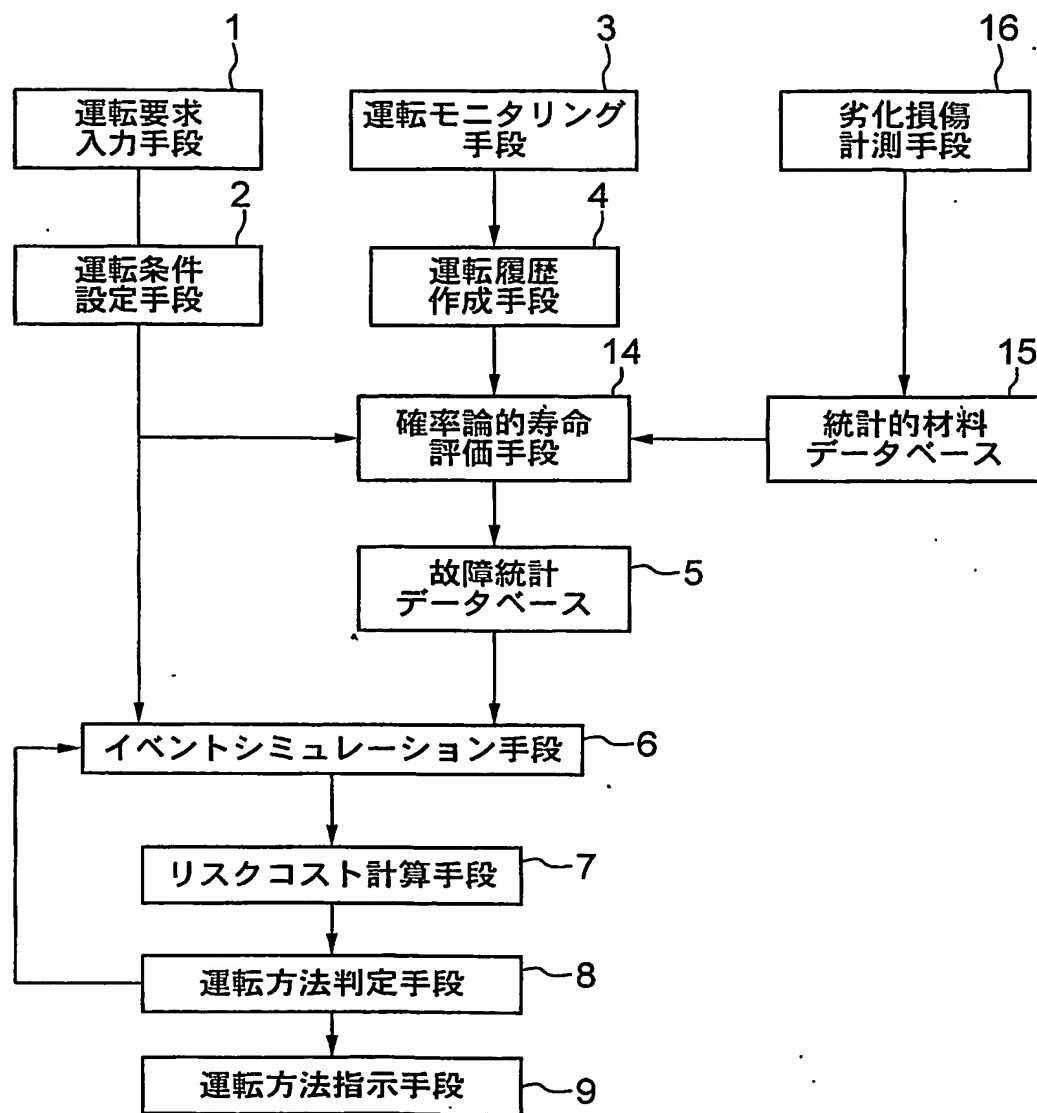 1
運転要求
入力手段
3
運転モニタリング
手段
16
劣化損傷
計測手段
2
運転条件
設定手段
4
運転履歴
作成手段
14
確率論的寿命
評価手段
15
統計的材料
データベース
故障統計
データベース
5
イベントシミュレーション手段
6
リスクコスト計算手段
7
運転方法判定手段
8
運転方法指示手段
9